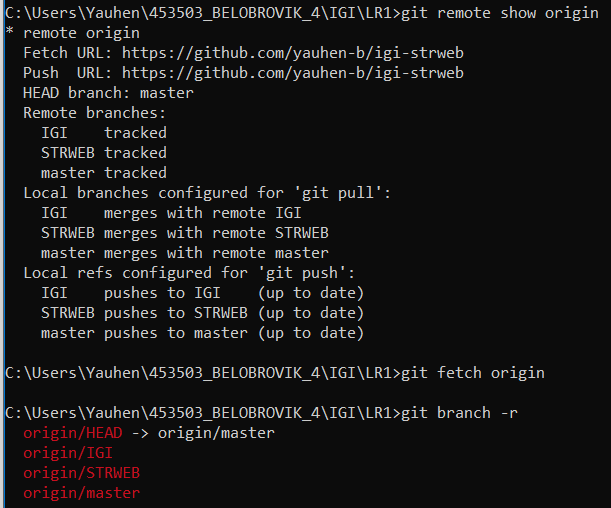 C:\Users\Yauhen\453503_BELOBROVIK_4\IGI\LR1>git remote show origin
* remote origin
  Fetch URL: https://github.com/yauhen-b/igi-strweb
  Push  URL: https://github.com/yauhen-b/igi-strweb
  HEAD branch: master
  Remote branches:
    IGI    tracked
    STRWEB tracked
    master tracked
  Local branches configured for 'git pull':
    IGI    merges with remote IGI
    STRWEB merges with remote STRWEB
    master merges with remote master
  Local refs configured for 'git push':
    IGI    pushes to IGI    (up to date)
    STRWEB pushes to STRWEB (up to date)
    master pushes to master (up to date)

C:\Users\Yauhen\453503_BELOBROVIK_4\IGI\LR1>git fetch origin

C:\Users\Yauhen\453503_BELOBROVIK_4\IGI\LR1>git branch -r
  origin/HEAD -> origin/master
  origin/IGI
  origin/STRWEB
  origin/master